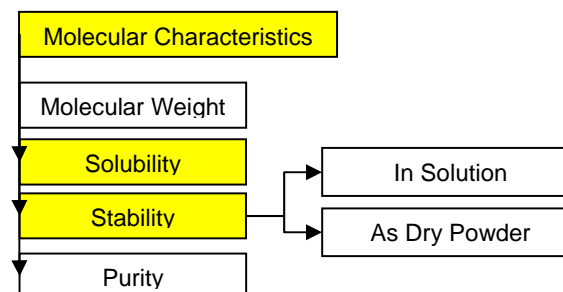 Molecular Characteristics
Molecular Weight
Solubility
In Solution
Stability
As Dry Powder
Purity